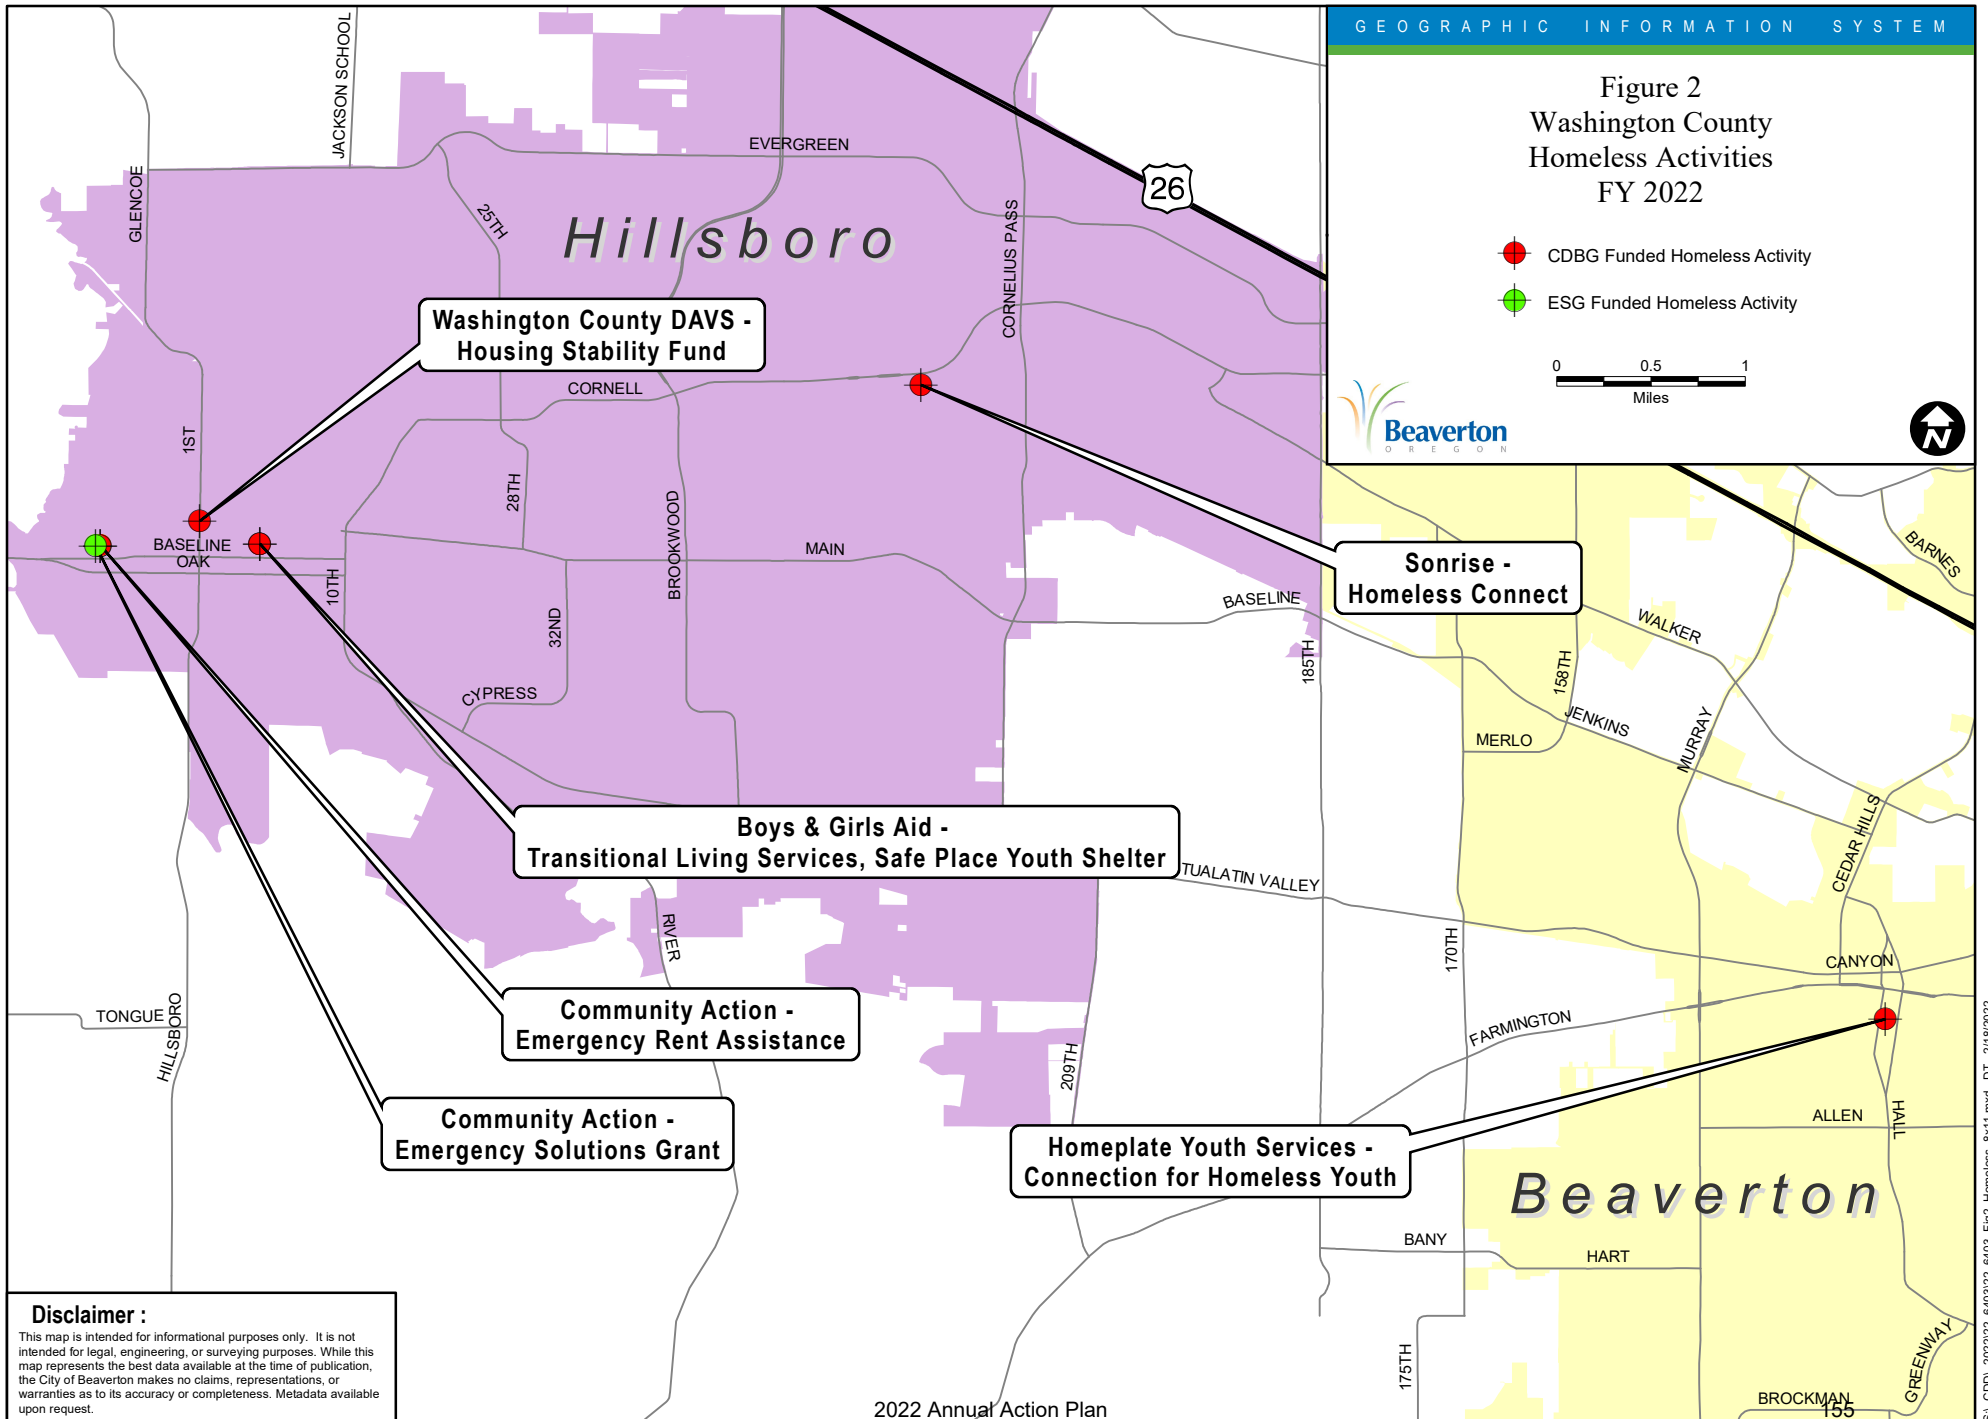 GEOGRAPHIC INFORMATION SYSTEM
Figure 2
Washington County
Homeless Activities
FY 2022
CDBG Funded Homeless Activity
ESG Funded Homeless Activity
0 0.5 1
Miles
Beaverton
OREGON
N
JACKSON SCHOOL
GLENCOE
EVERGREEN
25TH
26
Hillsboro
CORNELIUS PASS
Washington County DAVS -
Housing Stability Fund
CORNELL
1ST
28TH
BROOKWOOD
BASELINE
OAK
MAIN
10TH
32ND
CYPRESS
BASELINE
185TH
Sonrise -
Homeless Connect
BARNES
WALKER
158TH
JENKINS
MERLO
MURRAY
CEDAR HILLS
Boys & Girls Aid -
Transitional Living Services, Safe Place Youth Shelter
TUALATIN VALLEY
RIVER
170TH
CANYON
Community Action -
Emergency Rent Assistance
TONGUE
HILLSBORO
FARMINGTON
209TH
Community Action -
Emergency Solutions Grant
ALLEN
HALL
Homeplate Youth Services -
Connection for Homeless Youth
Beaverton
BANY
HART
175TH
GREENWAY
BROCKMAN
Disclaimer :
This map is intended for informational purposes only. It is not
intended for legal, engineering, or surveying purposes. While this
map represents the best data available at the time of publication,
the City of Beaverton makes no claims, representations, or
warranties as to its accuracy or completeness. Metadata available
upon request.
2022 Annual Action Plan
155